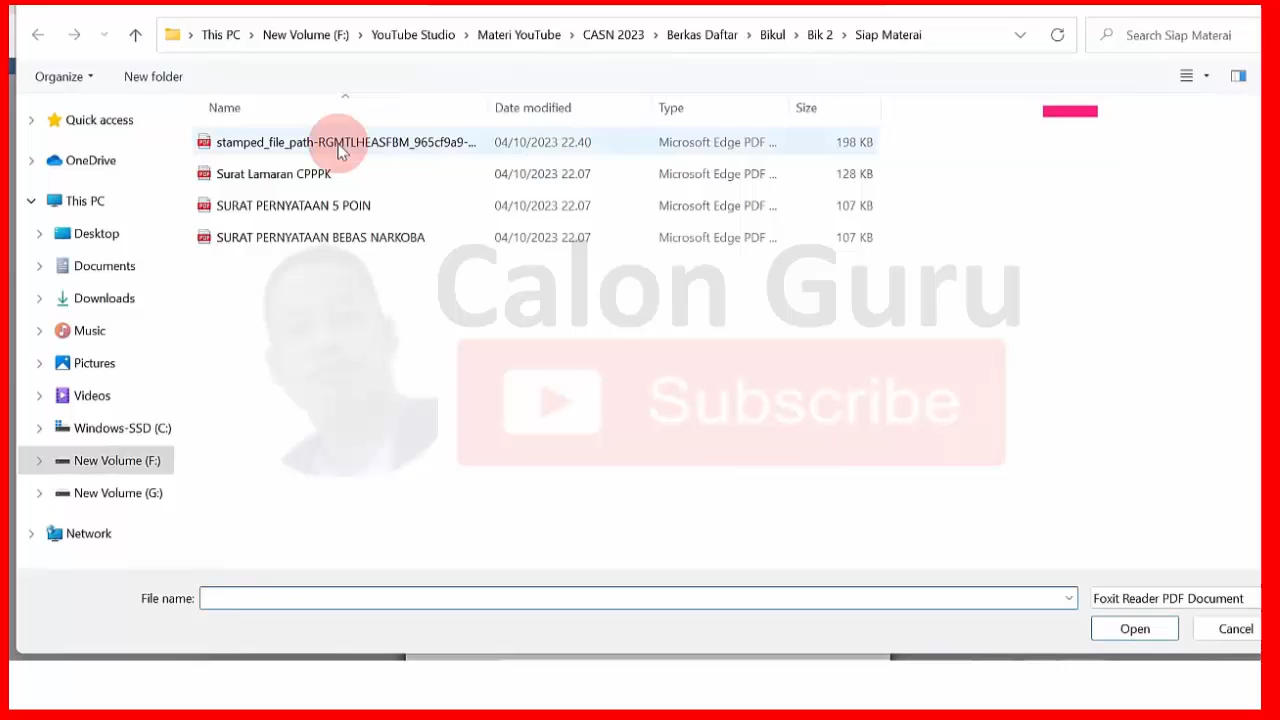 This PC > New Volume (F:) > YouTube Studio > Materi YouTube > CASN 2023 > Berkas Daftar > Bikul > Bik 2 > Siap Materai
Search Siap Materai
Organize
New folder
Name
Date modified
Type
Size
Quick access
OneDrive
This PC
Desktop
Documents
Downloads
Music
Pictures
Videos
Windows-SSD (C:)
New Volume (F:)
New Volume (G:)
Network
stamped_file_path-RGMTLHEASFBM_965cf9a9-... 04/10/2023 22.40 Microsoft Edge PDF ... 198 KB
Surat Lamaran CPPPK 04/10/2023 22.07 Microsoft Edge PDF ... 128 KB
SURAT PERNYATAAN 5 POIN 04/10/2023 22.07 Microsoft Edge PDF ... 107 KB
SURAT PERNYATAAN BEBAS NARKOBA 04/10/2023 22.07 Microsoft Edge PDF ... 107 KB
Calon Guru
Subscribe
File name:
Foxit Reader PDF Document
Open
Cancel